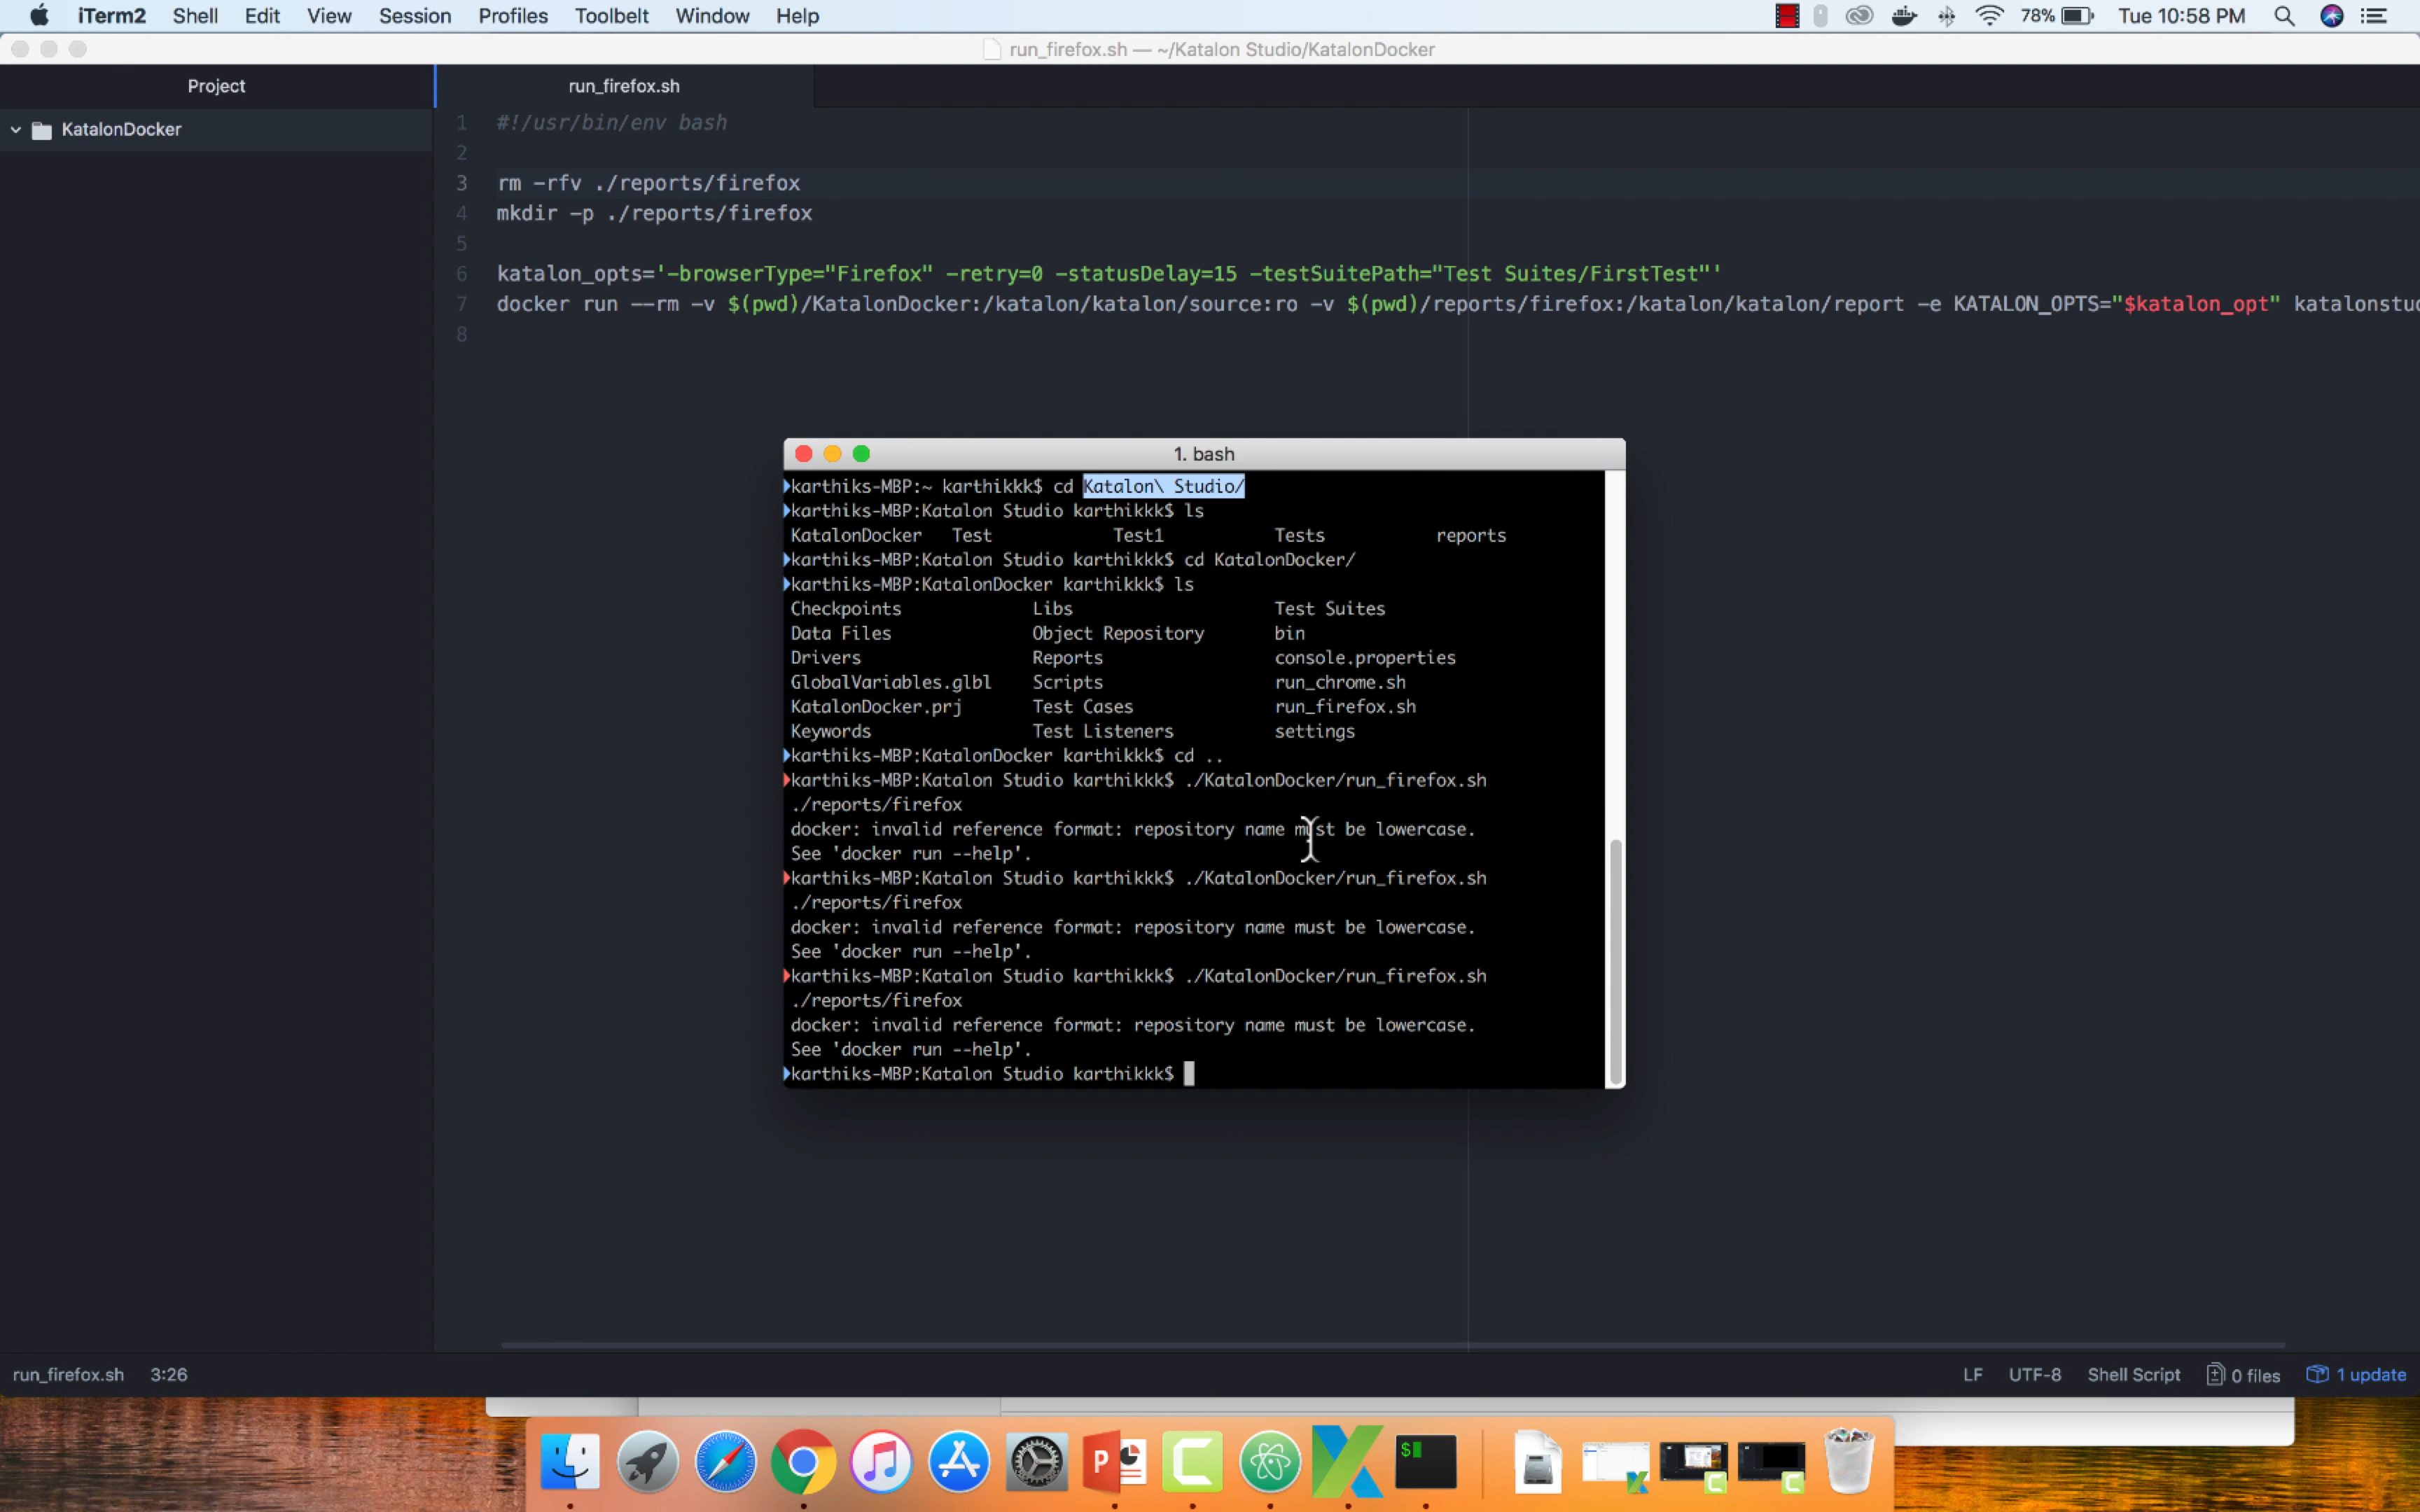 iTerm2 Shell Edit View Session Profiles Toolbelt Window Help 78% Tue 10:58 PM
run_firefox.sh — ~/Katalon Studio/KatalonDocker
Project run_firefox.sh
KatalonDocker
1 #!/usr/bin/env bash
2
3 rm -rfv ./reports/firefox
4 mkdir -p ./reports/firefox
5
6 katalon_opts='-browserType="Firefox" -retry=0 -statusDelay=15 -testSuitePath="Test Suites/FirstTest"'
7 docker run --rm -v $(pwd)/KatalonDocker:/katalon/katalon/source:ro -v $(pwd)/reports/firefox:/katalon/katalon/report -e KATALON_OPTS="$katalon_opt" katalonstu
8
1. bash
karthiks-MBP:~ karthikkk$ cd Katalon\ Studio/
karthiks-MBP:Katalon Studio karthikkk$ ls
KatalonDocker Test Test1 Tests reports
karthiks-MBP:Katalon Studio karthikkk$ cd KatalonDocker/
karthiks-MBP:KatalonDocker karthikkk$ ls
Checkpoints Libs Test Suites
Data Files Object Repository bin
Drivers Reports console.properties
GlobalVariables.glbl Scripts run_chrome.sh
KatalonDocker.prj Test Cases run_firefox.sh
Keywords Test Listeners settings
karthiks-MBP:KatalonDocker karthikkk$ cd ..
karthiks-MBP:Katalon Studio karthikkk$ ./KatalonDocker/run_firefox.sh
./reports/firefox
docker: invalid reference format: repository name must be lowercase.
See 'docker run --help'.
karthiks-MBP:Katalon Studio karthikkk$ ./KatalonDocker/run_firefox.sh
./reports/firefox
docker: invalid reference format: repository name must be lowercase.
See 'docker run --help'.
karthiks-MBP:Katalon Studio karthikkk$ ./KatalonDocker/run_firefox.sh
./reports/firefox
docker: invalid reference format: repository name must be lowercase.
See 'docker run --help'.
karthiks-MBP:Katalon Studio karthikkk$
run_firefox.sh 3:26 LF UTF-8 Shell Script 0 files 1 update